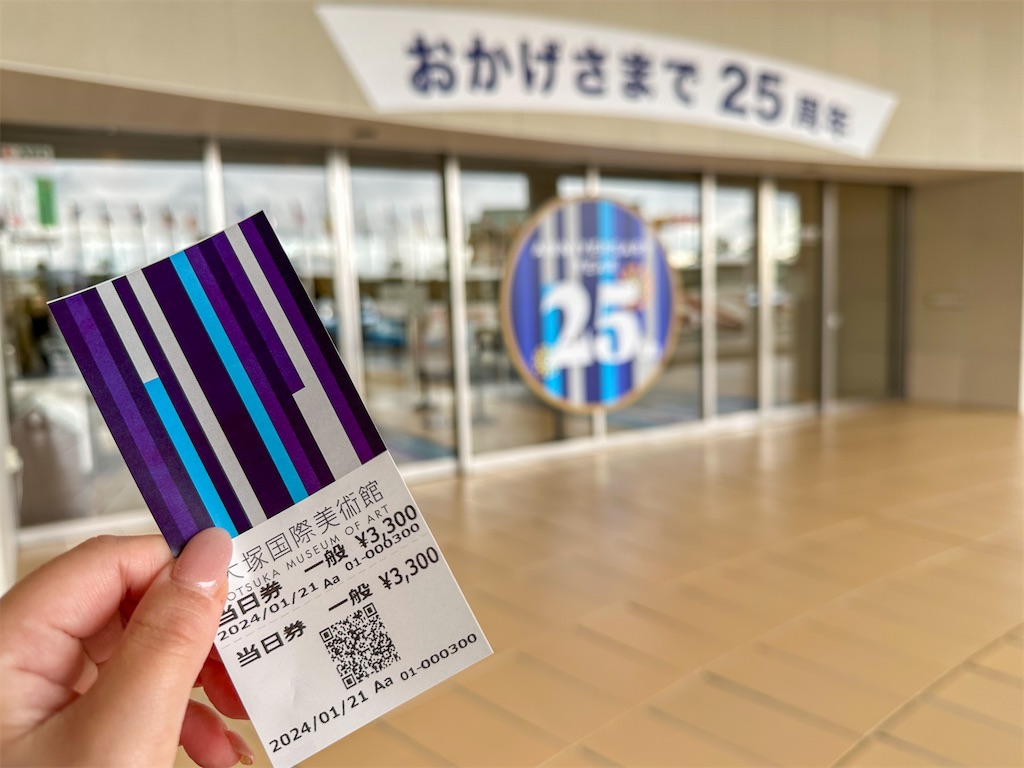 おかげさまで 25周年
25
大塚国際美術館
OTSUKA MUSEUM OF ART
当日券 一般 ¥3,300
2024/01/21 Aa 01-000300
当日券 一般 ¥3,300
2024/01/21 Aa 01-000300